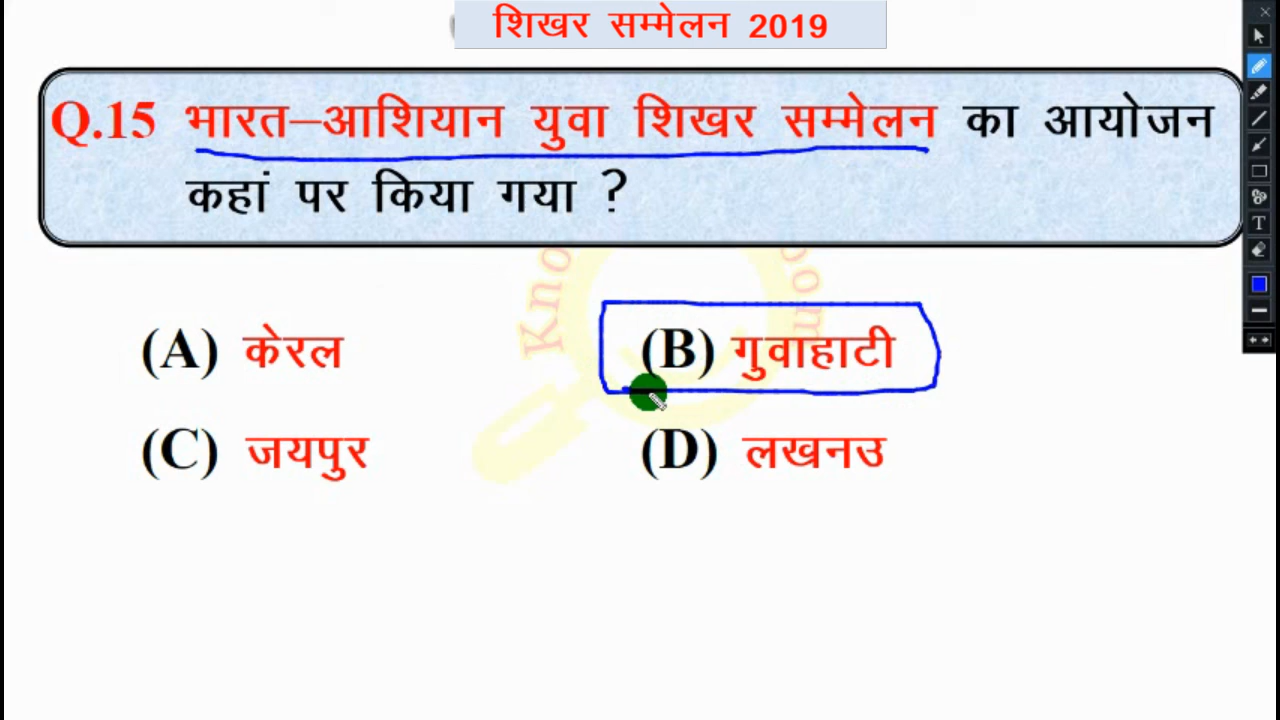 शिखर सम्मेलन 2019
Q.15 भारत–आशियान युवा शिखर सम्मेलन का आयोजन
कहां पर किया गया ?
(A) केरल
(B) गुवाहाटी
(C) जयपुर
(D) लखनउ
T